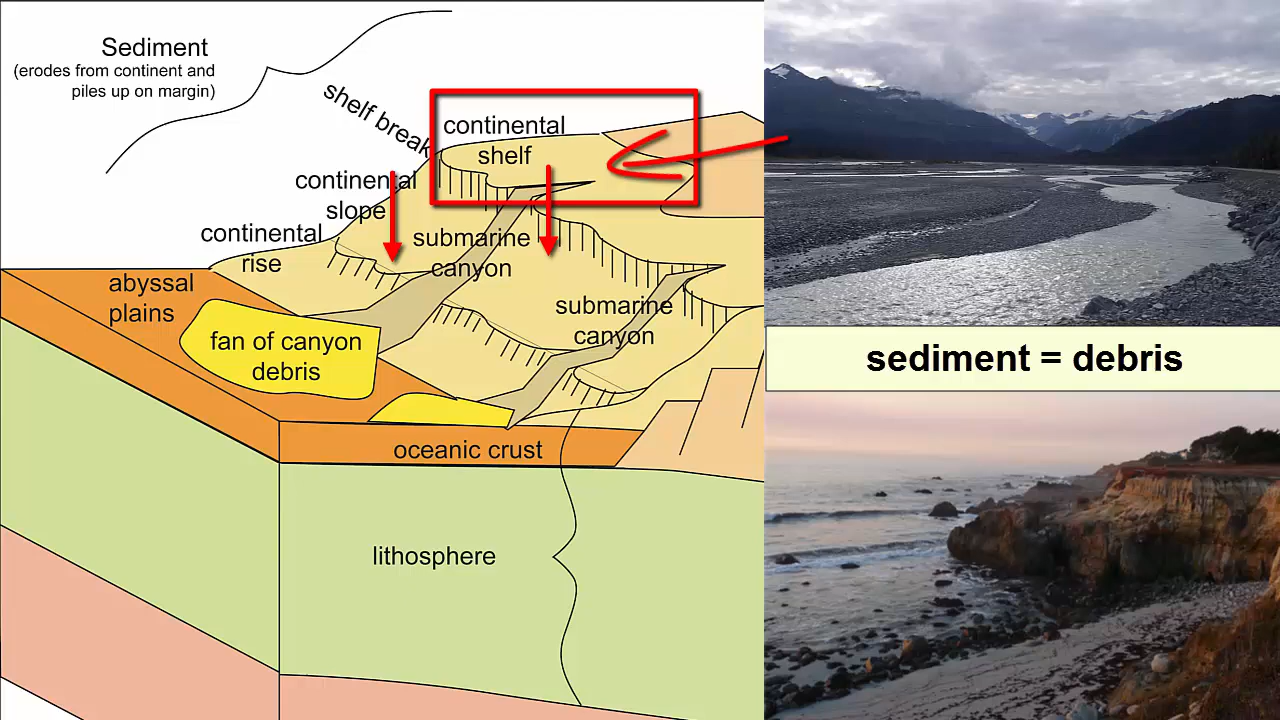 Sediment
(erodes from continent and
piles up on margin)
shelf break
continental
shelf
continental
slope
continental
rise
submarine
canyon
abyssal
plains
submarine
canyon
fan of canyon
debris
oceanic crust
lithosphere
sediment = debris